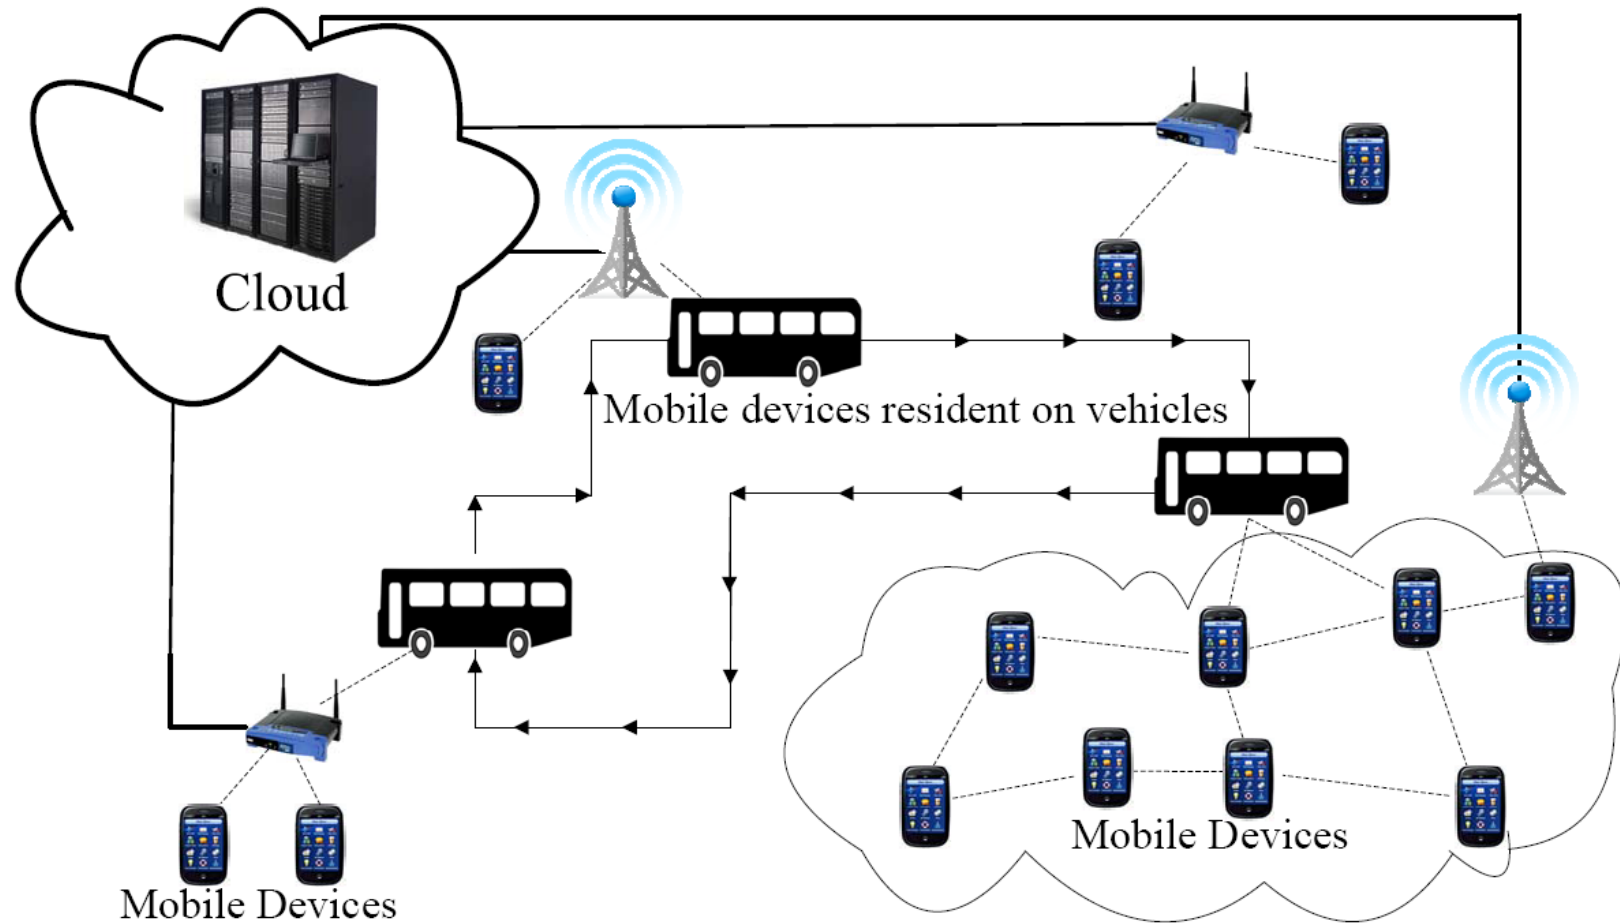 Cloud
Mobile devices resident on vehicles
Mobile Devices
Mobile Devices